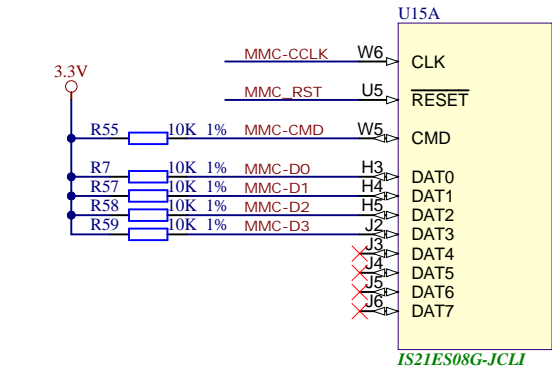 U15A
MMC-CCLK W6 CLK
3.3V
MMC_RST U5 RESET
R55 10K 1% MMC-CMD W5 CMD
R7 10K 1% MMC-D0 H3 DAT0
R57 10K 1% MMC-D1 H4 DAT1
R58 10K 1% MMC-D2 H5 DAT2
R59 10K 1% MMC-D3 J2 DAT3
J3 DAT4
J4 DAT5
J5 DAT6
J6 DAT7
IS21ES08G-JCLI